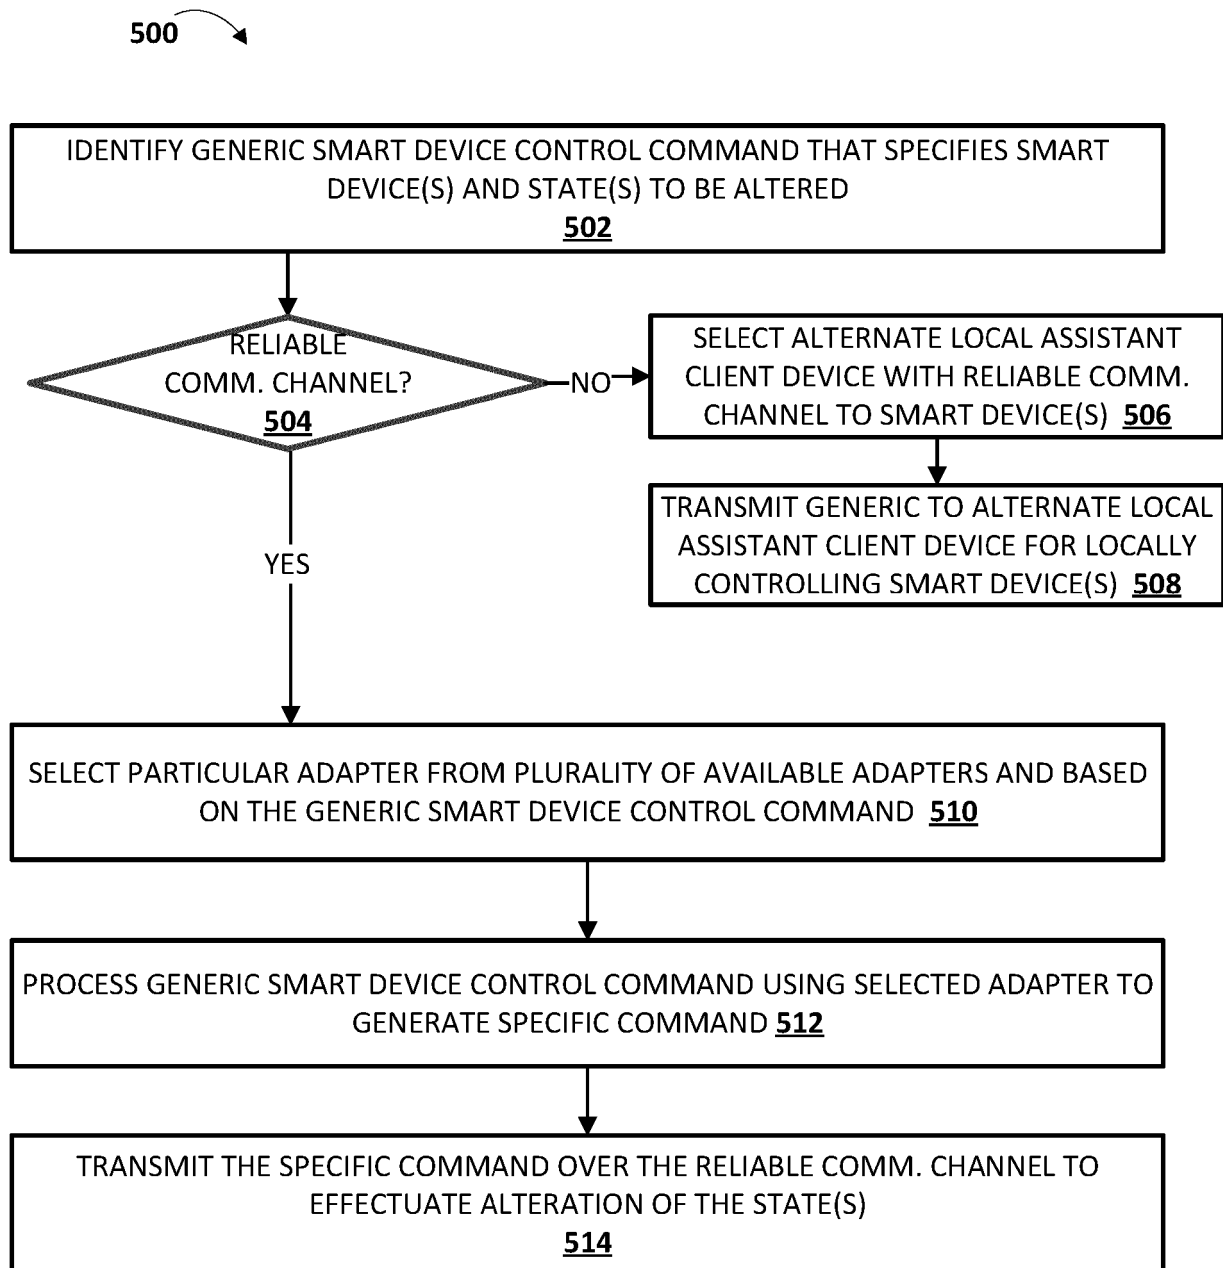 500
IDENTIFY GENERIC SMART DEVICE CONTROL COMMAND THAT SPECIFIES SMART
DEVICE(S) AND STATE(S) TO BE ALTERED
502
RELIABLE
COMM. CHANNEL?
504
NO
SELECT ALTERNATE LOCAL ASSISTANT
CLIENT DEVICE WITH RELIABLE COMM.
CHANNEL TO SMART DEVICE(S) 506
TRANSMIT GENERIC TO ALTERNATE LOCAL
ASSISTANT CLIENT DEVICE FOR LOCALLY
CONTROLLING SMART DEVICE(S) 508
YES
SELECT PARTICULAR ADAPTER FROM PLURALITY OF AVAILABLE ADAPTERS AND BASED
ON THE GENERIC SMART DEVICE CONTROL COMMAND 510
PROCESS GENERIC SMART DEVICE CONTROL COMMAND USING SELECTED ADAPTER TO
GENERATE SPECIFIC COMMAND 512
TRANSMIT THE SPECIFIC COMMAND OVER THE RELIABLE COMM. CHANNEL TO
EFFECTUATE ALTERATION OF THE STATE(S)
514